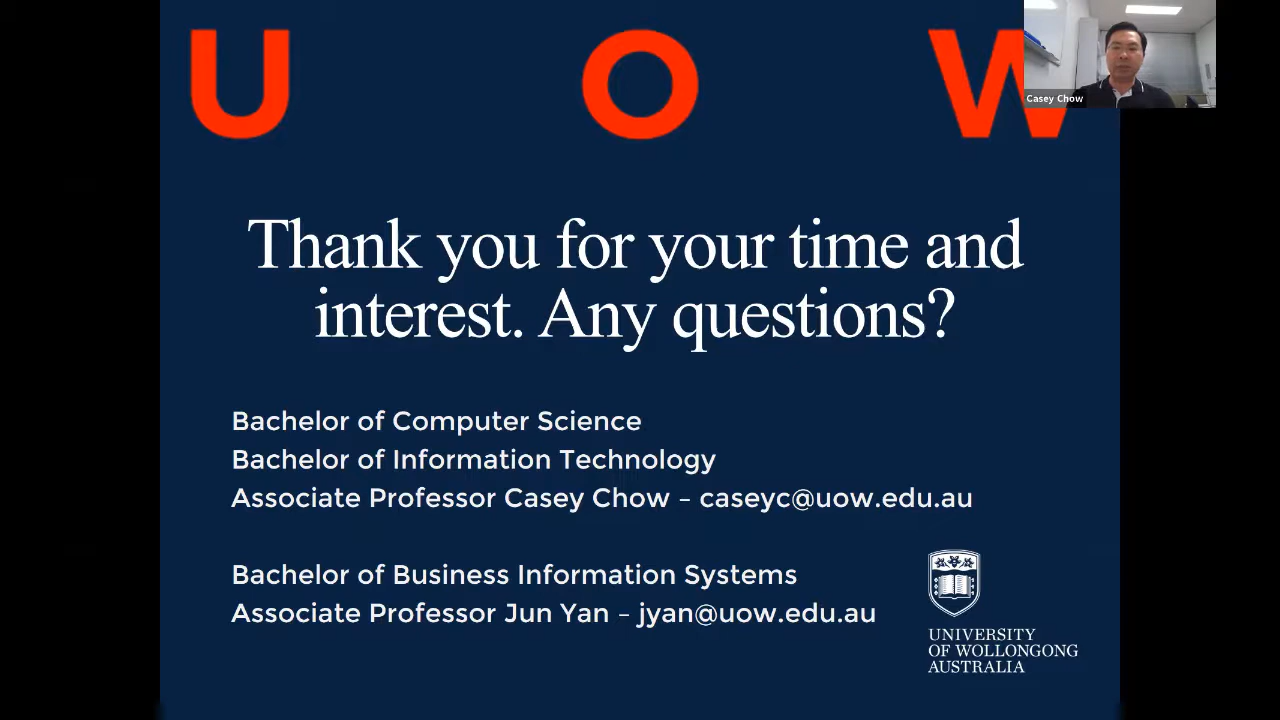 U O W
Casey Chow
Thank you for your time and
interest. Any questions?
Bachelor of Computer Science
Bachelor of Information Technology
Associate Professor Casey Chow – caseyc@uow.edu.au
Bachelor of Business Information Systems
Associate Professor Jun Yan – jyan@uow.edu.au
UNIVERSITY
OF WOLLONGONG
AUSTRALIA